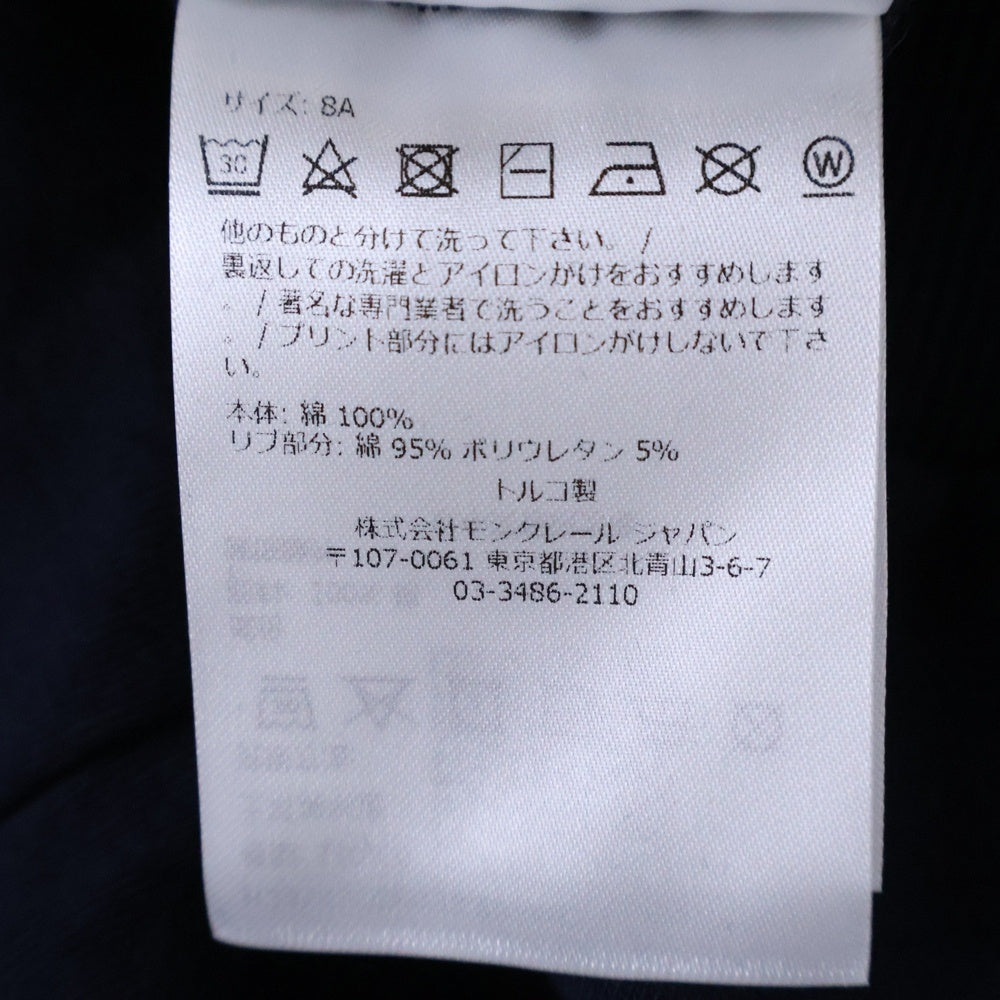 サイズ: 8A
30
W
他のものと分けて洗って下さい。 /
裏返しての洗濯とアイロンかけをおすすめします
。 / 著名な専門業者で洗うことをおすすめします
。 / プリント部分にはアイロンがけしないで下さ
い。
本体: 綿 100%
リブ部分: 綿 95% ポリウレタン 5%
トルコ製
株式会社モンクレール ジャパン
〒107-0061 東京都港区北青山3-6-7
03-3486-2110